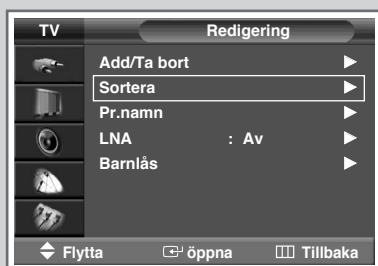 TV Redigering
Add/Ta bort
Sortera
Pr.namn
LNA : Av
Barnlås
Flytta öppna Tillbaka